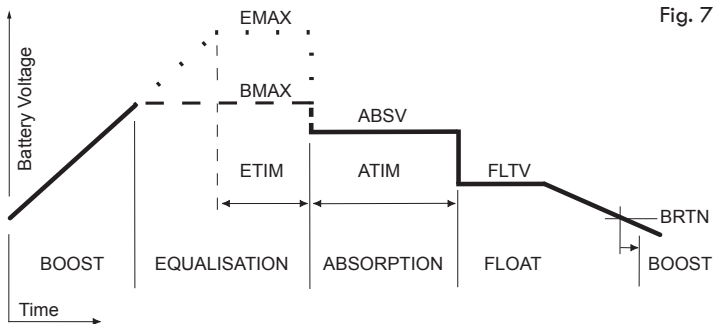 Fig. 7
EMAX
BMAX
ABSV
ETIM
ATIM
FLTV
BRTN
BOOST
EQUALISATION
ABSORPTION
FLOAT
BOOST
Battery Voltage
Time